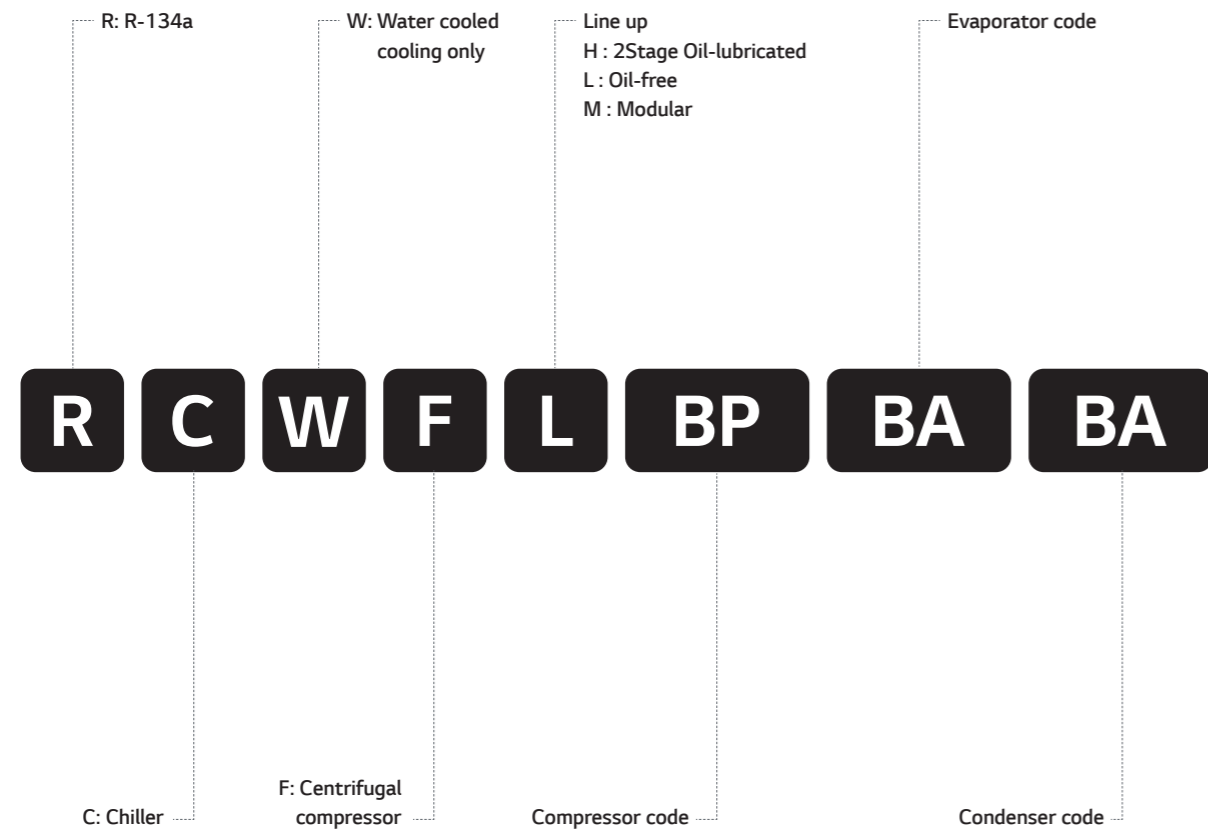 R: R-134a
W: Water cooled
cooling only
Line up
H : 2Stage Oil-lubricated
L : Oil-free
M : Modular
Evaporator code
R C W F L BP BA BA
C: Chiller
F: Centrifugal
compressor
Compressor code
Condenser code